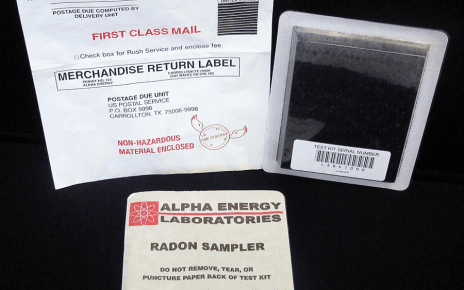 POSTAGE DUE COMPUTED BY
DELIVERY UNIT
FIRST CLASS MAIL
Check box for Rush Service and enclose fee.
MERCHANDISE RETURN LABEL
ALPHA ENERGY
POSTAGE DUE UNIT
US POSTAL SERVICE
P.O. BOX 9998
CARROLLTON TX 75006-9998
NON-HAZARDOUS
MATERIAL ENCLOSED
TEST KIT SERIAL NUMBER
ALPHA ENERGY
LABORATORIES
RADON SAMPLER
DO NOT REMOVE, TEAR, OR
PUNCTURE PAPER BACK OF TEST KIT